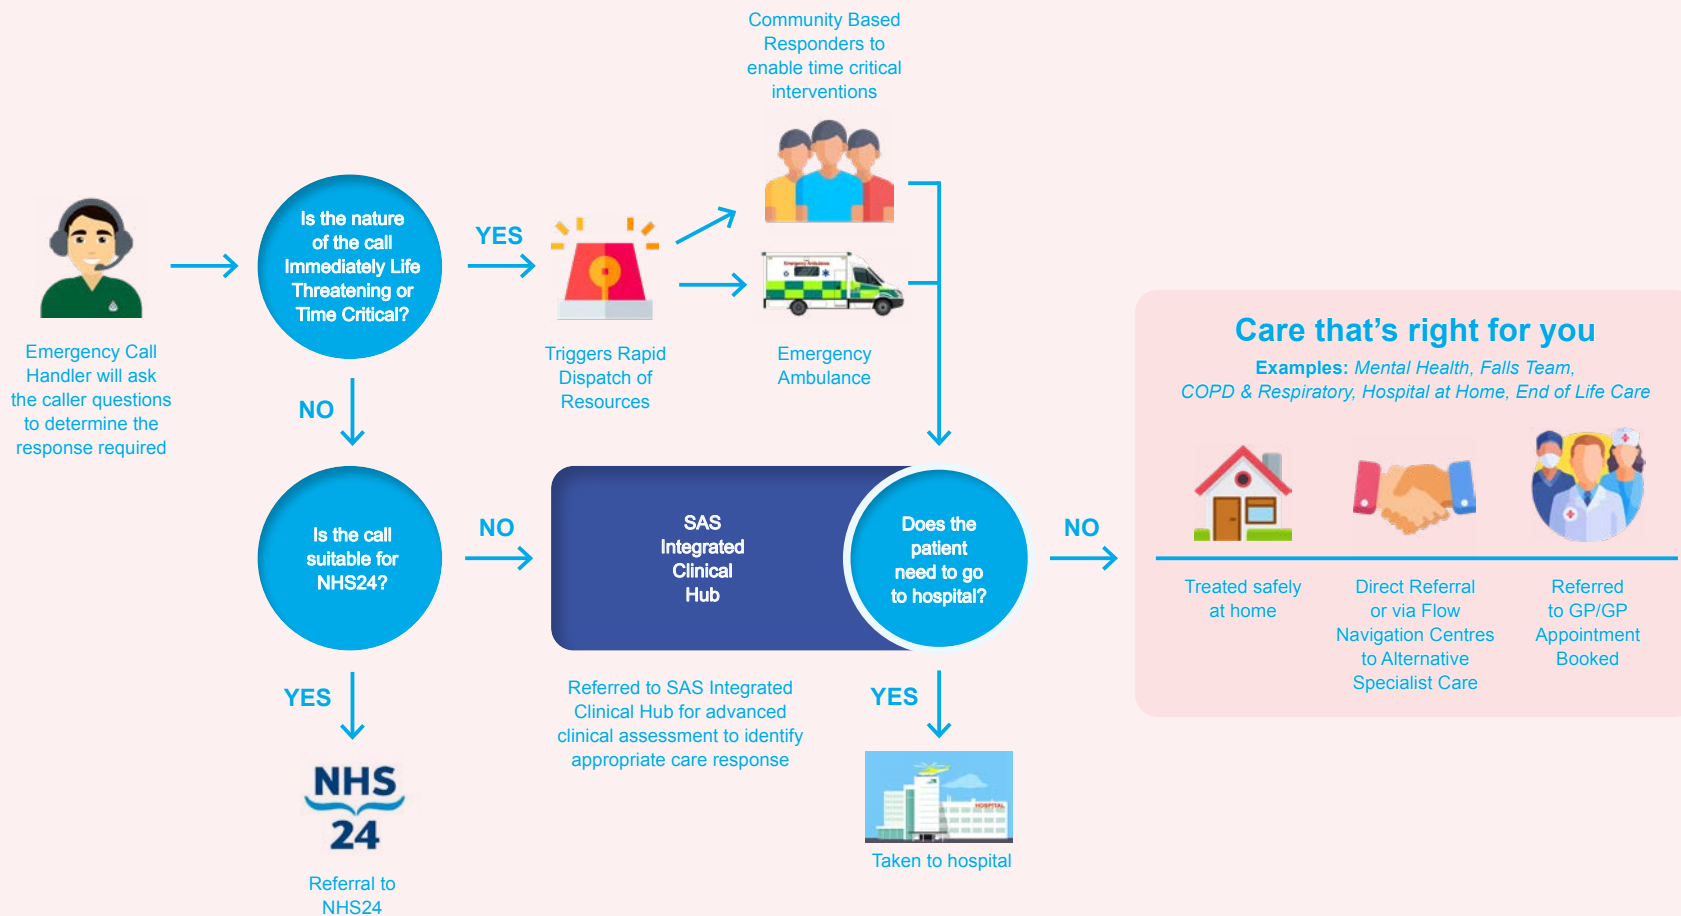 Community Based
Responders to
enable time critical
interventions
Emergency Call
Handler will ask
the caller questions
to determine the
response required
Is the nature
of the call
Immediately Life
Threatening or
Time Critical?
YES
Triggers Rapid
Dispatch of
Resources
Emergency Ambulance
Emergency
Ambulance
NO
Is the call
suitable for
NHS24?
NO
SAS
Integrated
Clinical
Hub
Referred to SAS Integrated
Clinical Hub for advanced
clinical assessment to identify
appropriate care response
Does the
patient
need to go
to hospital?
NO
YES
NHS
24
Referral to
NHS24
YES
HOSPITAL
Taken to hospital
Care that's right for you
Examples: Mental Health, Falls Team,
COPD & Respiratory, Hospital at Home, End of Life Care
Treated safely
at home
Direct Referral
or via Flow
Navigation Centres
to Alternative
Specialist Care
Referred
to GP/GP
Appointment
Booked